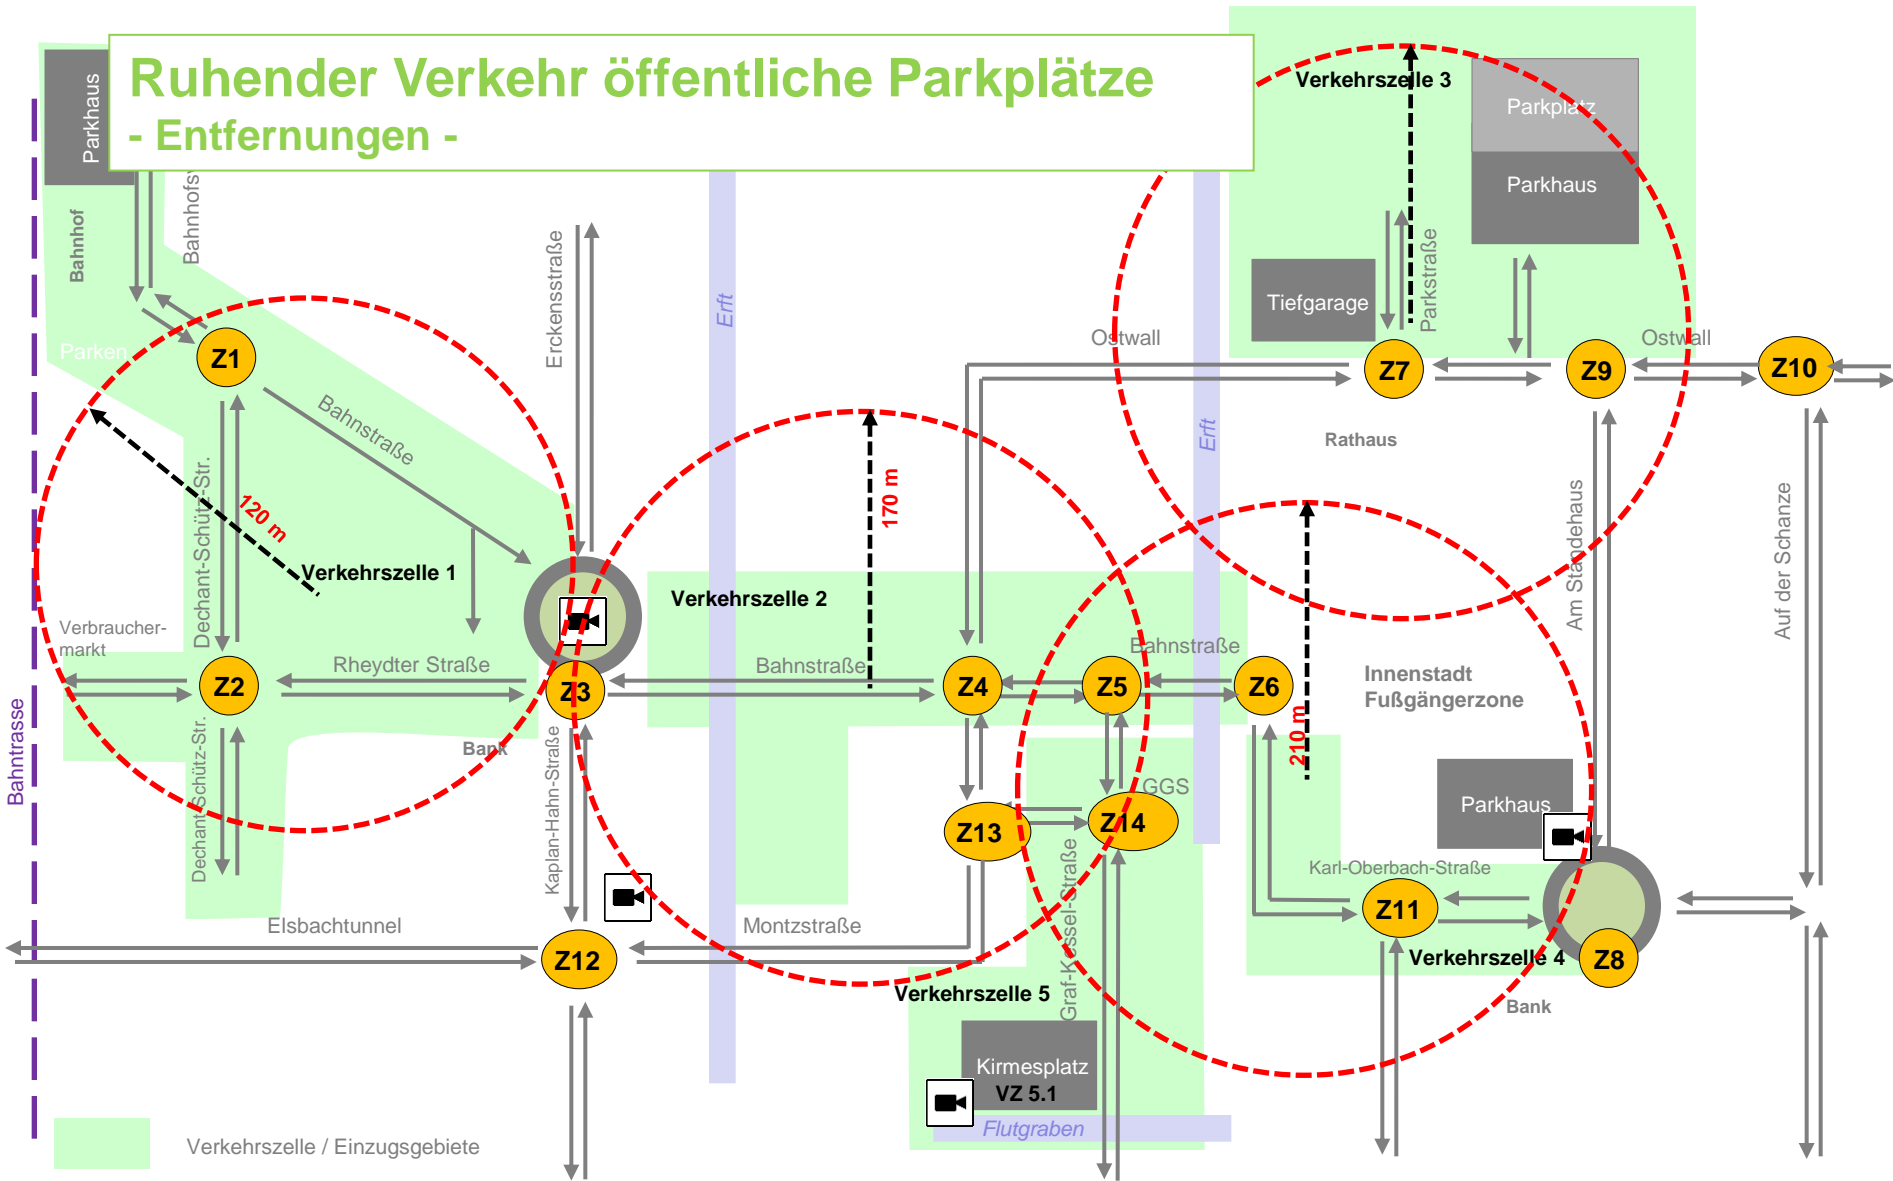 Ruhender Verkehr öffentliche Parkplätze
- Entfernungen -
Parkhaus
Bahnhof
Parken
Z1
Bahnstraße
Erckensstraße
Erft
Verkehrszelle 3
Parkplatz
Parkhaus
Tiefgarage
Parkstraße
Ostwall
Ostwall
Z7
Z9
Z10
Rathaus
Erft
Dechant-Schütz-Str.
120 m
Verkehrszelle 1
170 m
Verkehrszelle 2
Am Standehaus
Auf der Schanze
Verbraucher-
markt
Z2
Rheydter Straße
Z3
Bahnstraße
Z4
Z5
Bahnstraße
Z6
Innenstadt
Fußgängerzone
210 m
Bahntrasse
Dechant-Schütz-Str.
Bank
Kaplan-Hahn-Straße
GGS
Z13
Z14
Parkhaus
Karl-Oberbach-Straße
Z11
Elsbachtunnel
Z12
Montzstraße
Graf-Kessel-Straße
Verkehrszelle 4
Z8
Bank
Verkehrszelle 5
Kirmesplatz
VZ 5.1
Flutgraben
Verkehrszelle / Einzugsgebiete